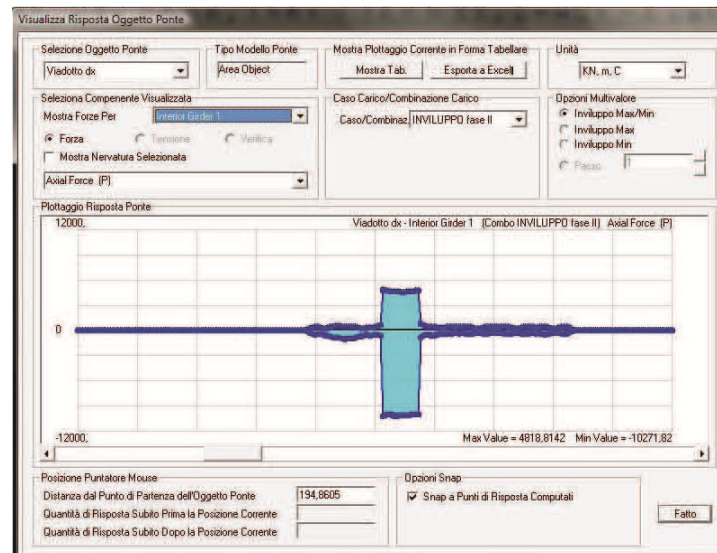 Visualizza Risposta Oggetto Ponte
Selezione Oggetto Ponte
Viadotto dx
Tipo Modello Ponte
Area Object
Mostra Plottaggio Corrente in Forma Tabellare
Mostra Tab.
Esporta a Excell
Unità
KN, m, C
Seleziona Compenente Visualizzata
Mostra Forze Per
Interior Girder 1
Forza
Tensione
Verifica
Mostra Nervatura Selezionata
Axial Force (P)
Caso Carico/Combinazione Carico
Caso/Combinaz.
INVILUPPO fase II
Opzioni Multivalore
Inviluppo Max/Min
Inviluppo Max
Inviluppo Min
Passo
1
Plottaggio Risposta Ponte
12000,
Viadotto dx - Interior Girder 1 (Combo INVILUPPO fase II) Axial Force (P)
0
-12000,
Max Value = 4818,8142 Min Value = -10271,82
Posizione Puntatore Mouse
Distanza dal Punto di Partenza dell'Oggetto Ponte
194,8605
Quantità di Risposta Subito Prima la Posizione Corrente
Quantità di Risposta Subito Dopo la Posizione Corrente
Opzioni Snap
Snap a Punti di Risposta Computati
Fatto